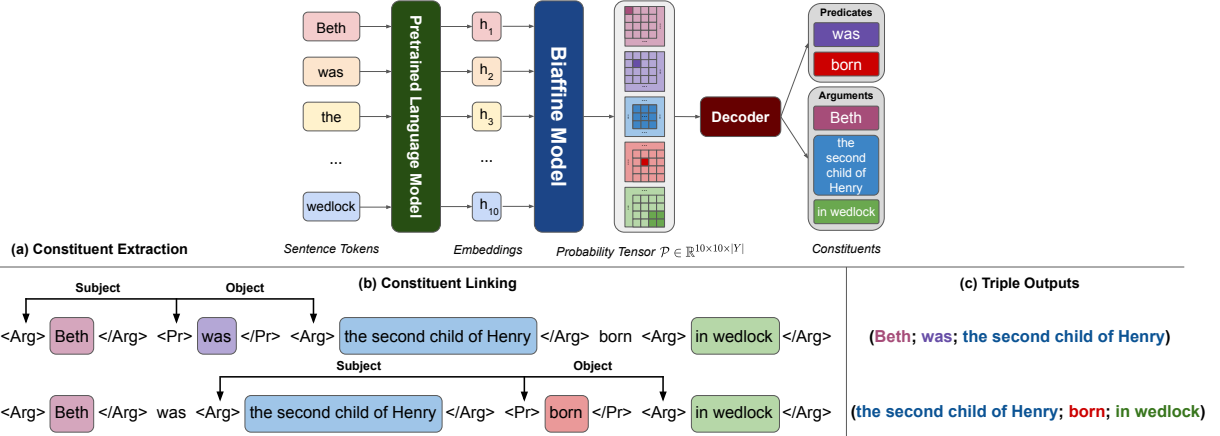 Beth
was
the
...
wedlock
Pretrained Language Model
h1
h2
h3
...
h10
Biaffine Model
Decoder
Predicates
was
born
Arguments
Beth
the
second
child of
Henry
in wedlock
(a) Constituent Extraction
Sentence Tokens
Embeddings
Probability Tensor 𝒫 ∈ ℝ^{10×10×|Y|}
Constituents
(b) Constituent Linking
Subject Object
<Arg> Beth </Arg> <Pr> was </Pr> <Arg> the second child of Henry </Arg> born <Arg> in wedlock </Arg>
Subject Object
<Arg> Beth </Arg> was <Arg> the second child of Henry </Arg> <Pr> born </Pr> <Arg> in wedlock </Arg>
(c) Triple Outputs
(Beth; was; the second child of Henry)
(the second child of Henry; born; in wedlock)